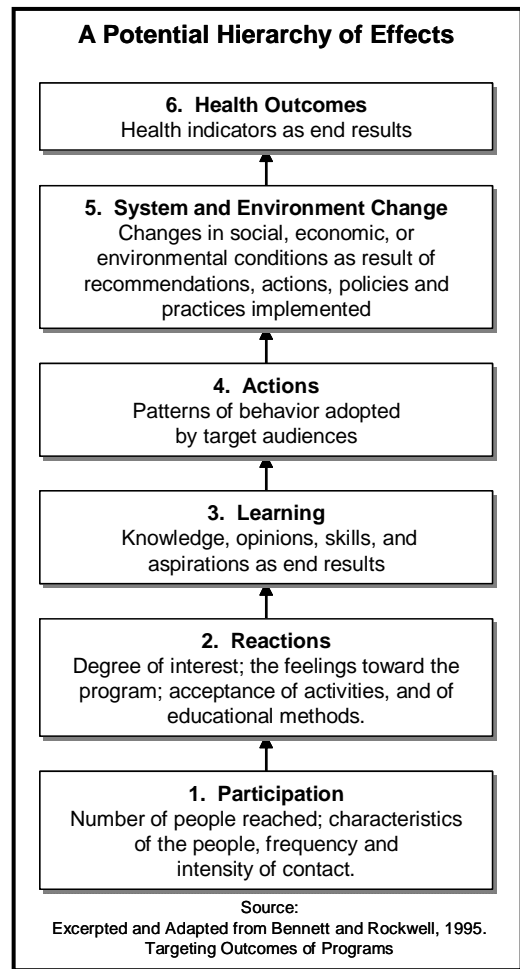 A Potential Hierarchy of Effects
6. Health Outcomes
Health indicators as end results
5. System and Environment Change
Changes in social, economic, or
environmental conditions as result of
recommendations, actions, policies and
practices implemented
4. Actions
Patterns of behavior adopted
by target audiences
3. Learning
Knowledge, opinions, skills, and
aspirations as end results
2. Reactions
Degree of interest; the feelings toward the
program; acceptance of activities, and of
educational methods.
1. Participation
Number of people reached; characteristics
of the people, frequency and
intensity of contact.
Source:
Excerpted and Adapted from Bennett and Rockwell, 1995.
Targeting Outcomes of Programs